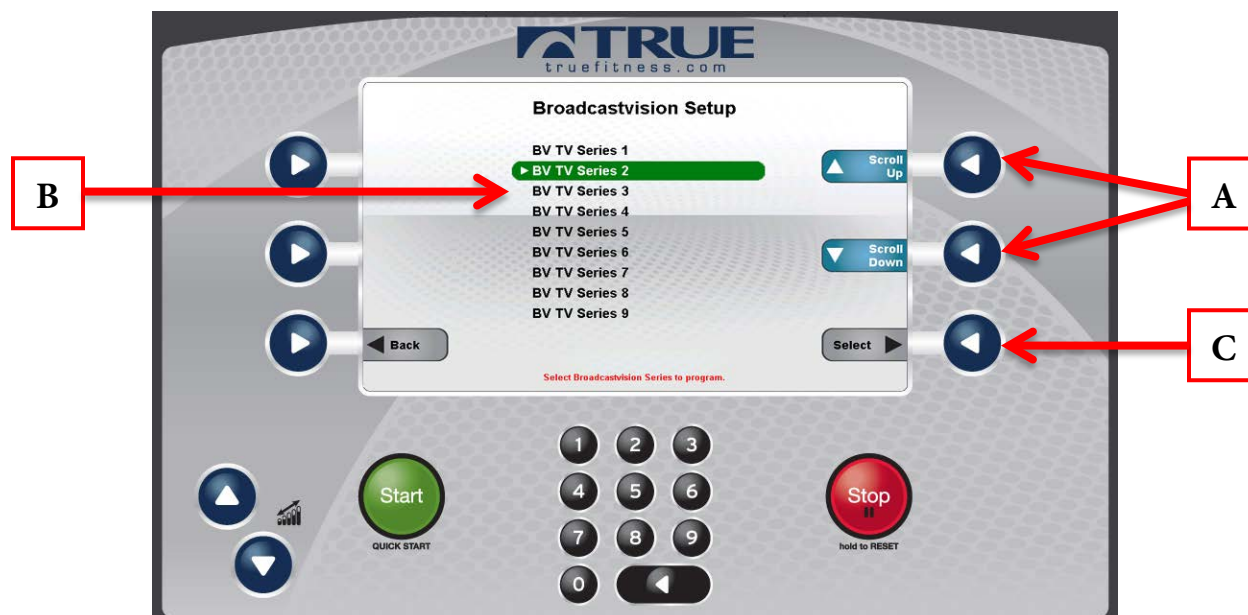 TRUE
truefitness.com
Broadcastvision Setup
BV TV Series 1
BV TV Series 2
BV TV Series 3
BV TV Series 4
BV TV Series 5
BV TV Series 6
BV TV Series 7
BV TV Series 8
BV TV Series 9
Scroll
Up
Scroll
Down
Back
Select
Select Broadcastvision Series to program.
B
A
C
1 2 3
4 5 6
7 8 9
0
Start
QUICK START
Stop
hold to RESET